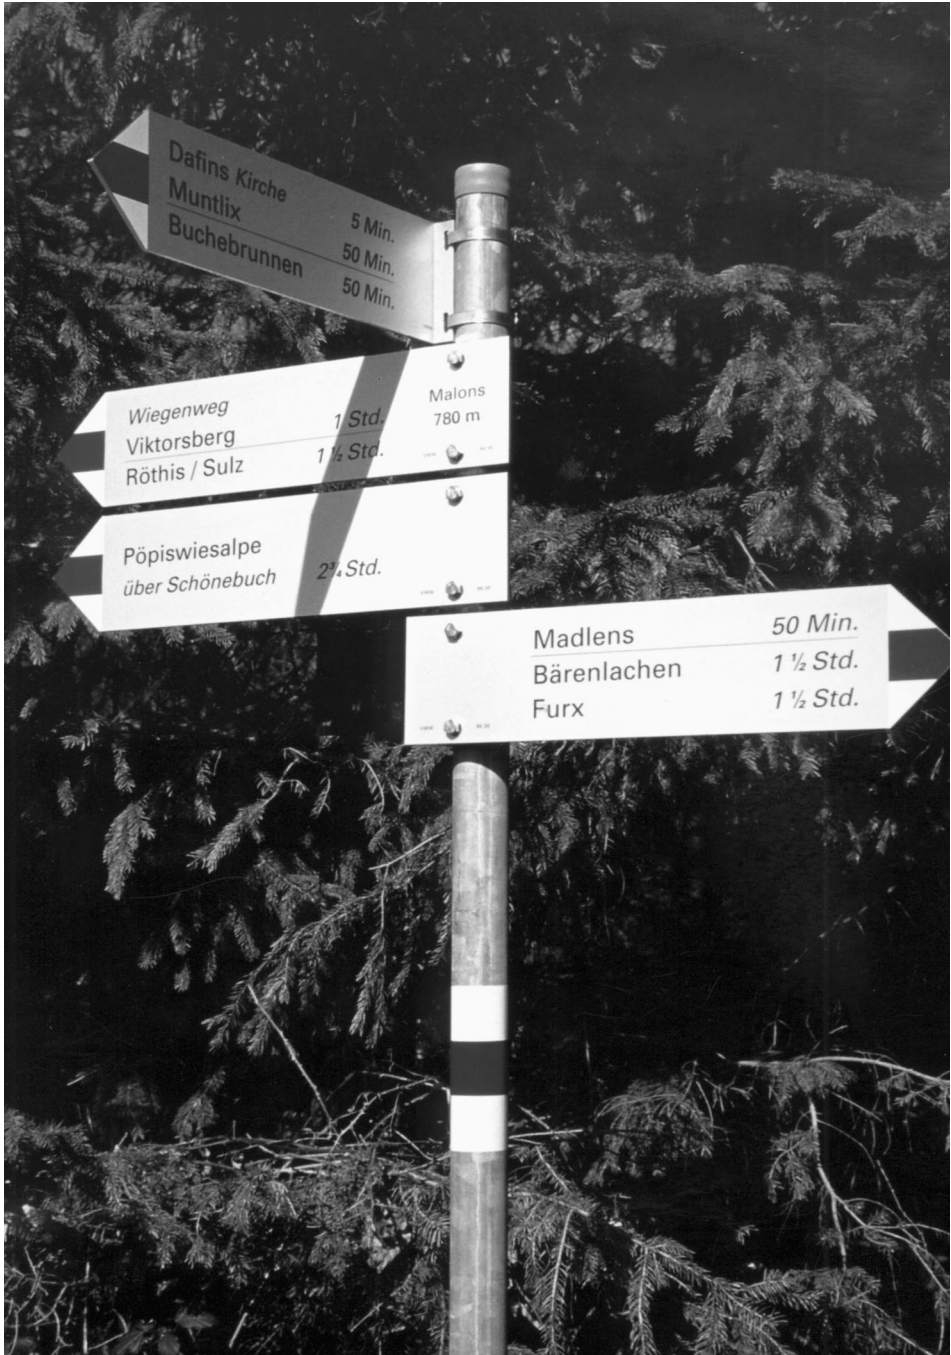 Dafins Kirche 5 Min.
Muntlix 50 Min.
Buchebrunnen 50 Min.
Wiegenweg
Viktorsberg 1 Std.
Röthis / Sulz 1 ½ Std.
Malons
780 m
Pöpiswiesalpe
über Schönebuch 2¾ Std.
Madlens 50 Min.
Bärenlachen 1 ½ Std.
Furx 1 ½ Std.